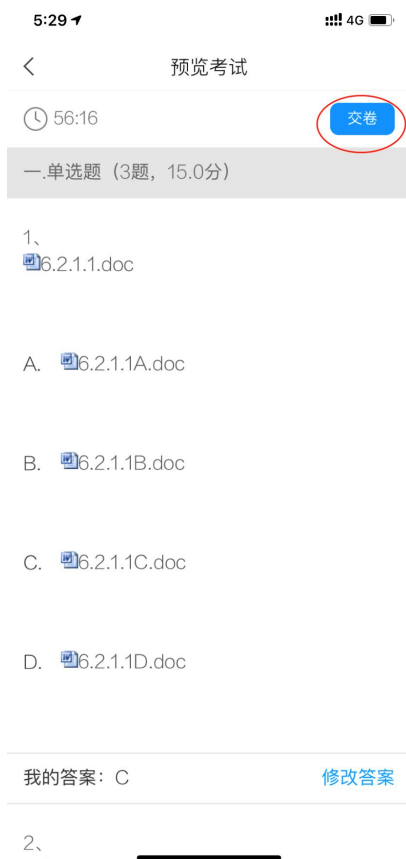 5:29 4G
预览考试
56:16 交卷
一.单选题（3题，15.0分）
1、
6.2.1.1.doc
A. 6.2.1.1A.doc
B. 6.2.1.1B.doc
C. 6.2.1.1C.doc
D. 6.2.1.1D.doc
我的答案：C 修改答案
2、